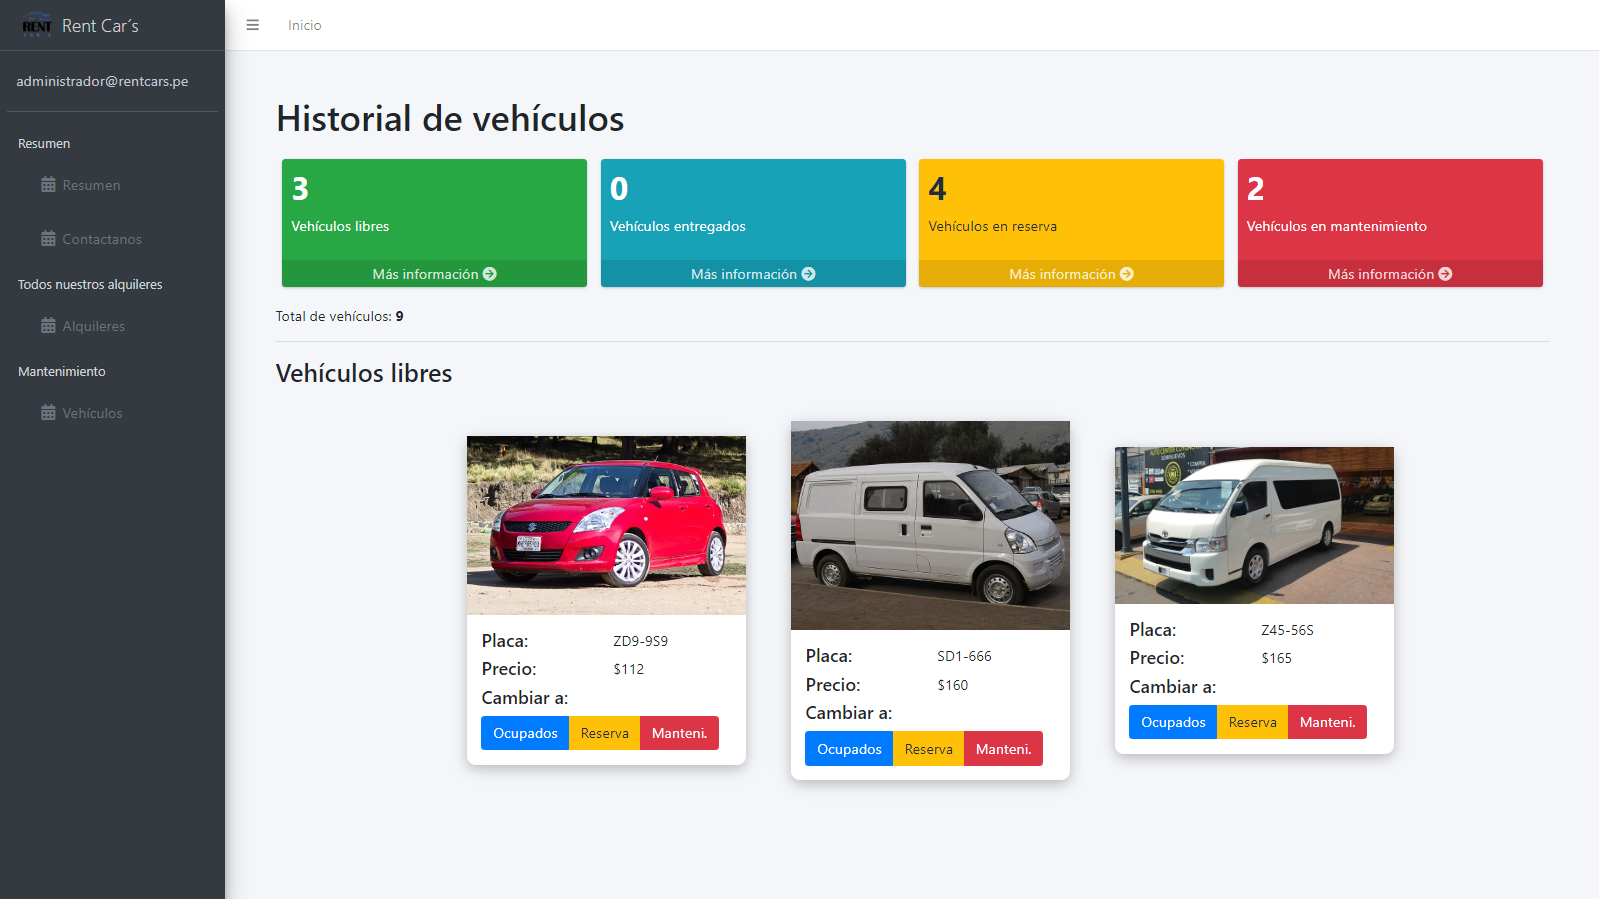 RENT
CAR'S
Rent Car´s
Inicio
administrador@rentcars.pe
Resumen
Resumen
Contactanos
Todos nuestros alquileres
Alquileres
Mantenimiento
Vehículos
Historial de vehículos
3
Vehículos libres
Más información
0
Vehículos entregados
Más información
4
Vehículos en reserva
Más información
2
Vehículos en mantenimiento
Más información
Total de vehículos: 9
Vehículos libres
Placa: ZD9-9S9
Precio: $112
Cambiar a:
Ocupados Reserva Manteni.
Placa: SD1-666
Precio: $160
Cambiar a:
Ocupados Reserva Manteni.
AUTO CENTER
Placa: Z45-56S
Precio: $165
Cambiar a:
Ocupados Reserva Manteni.